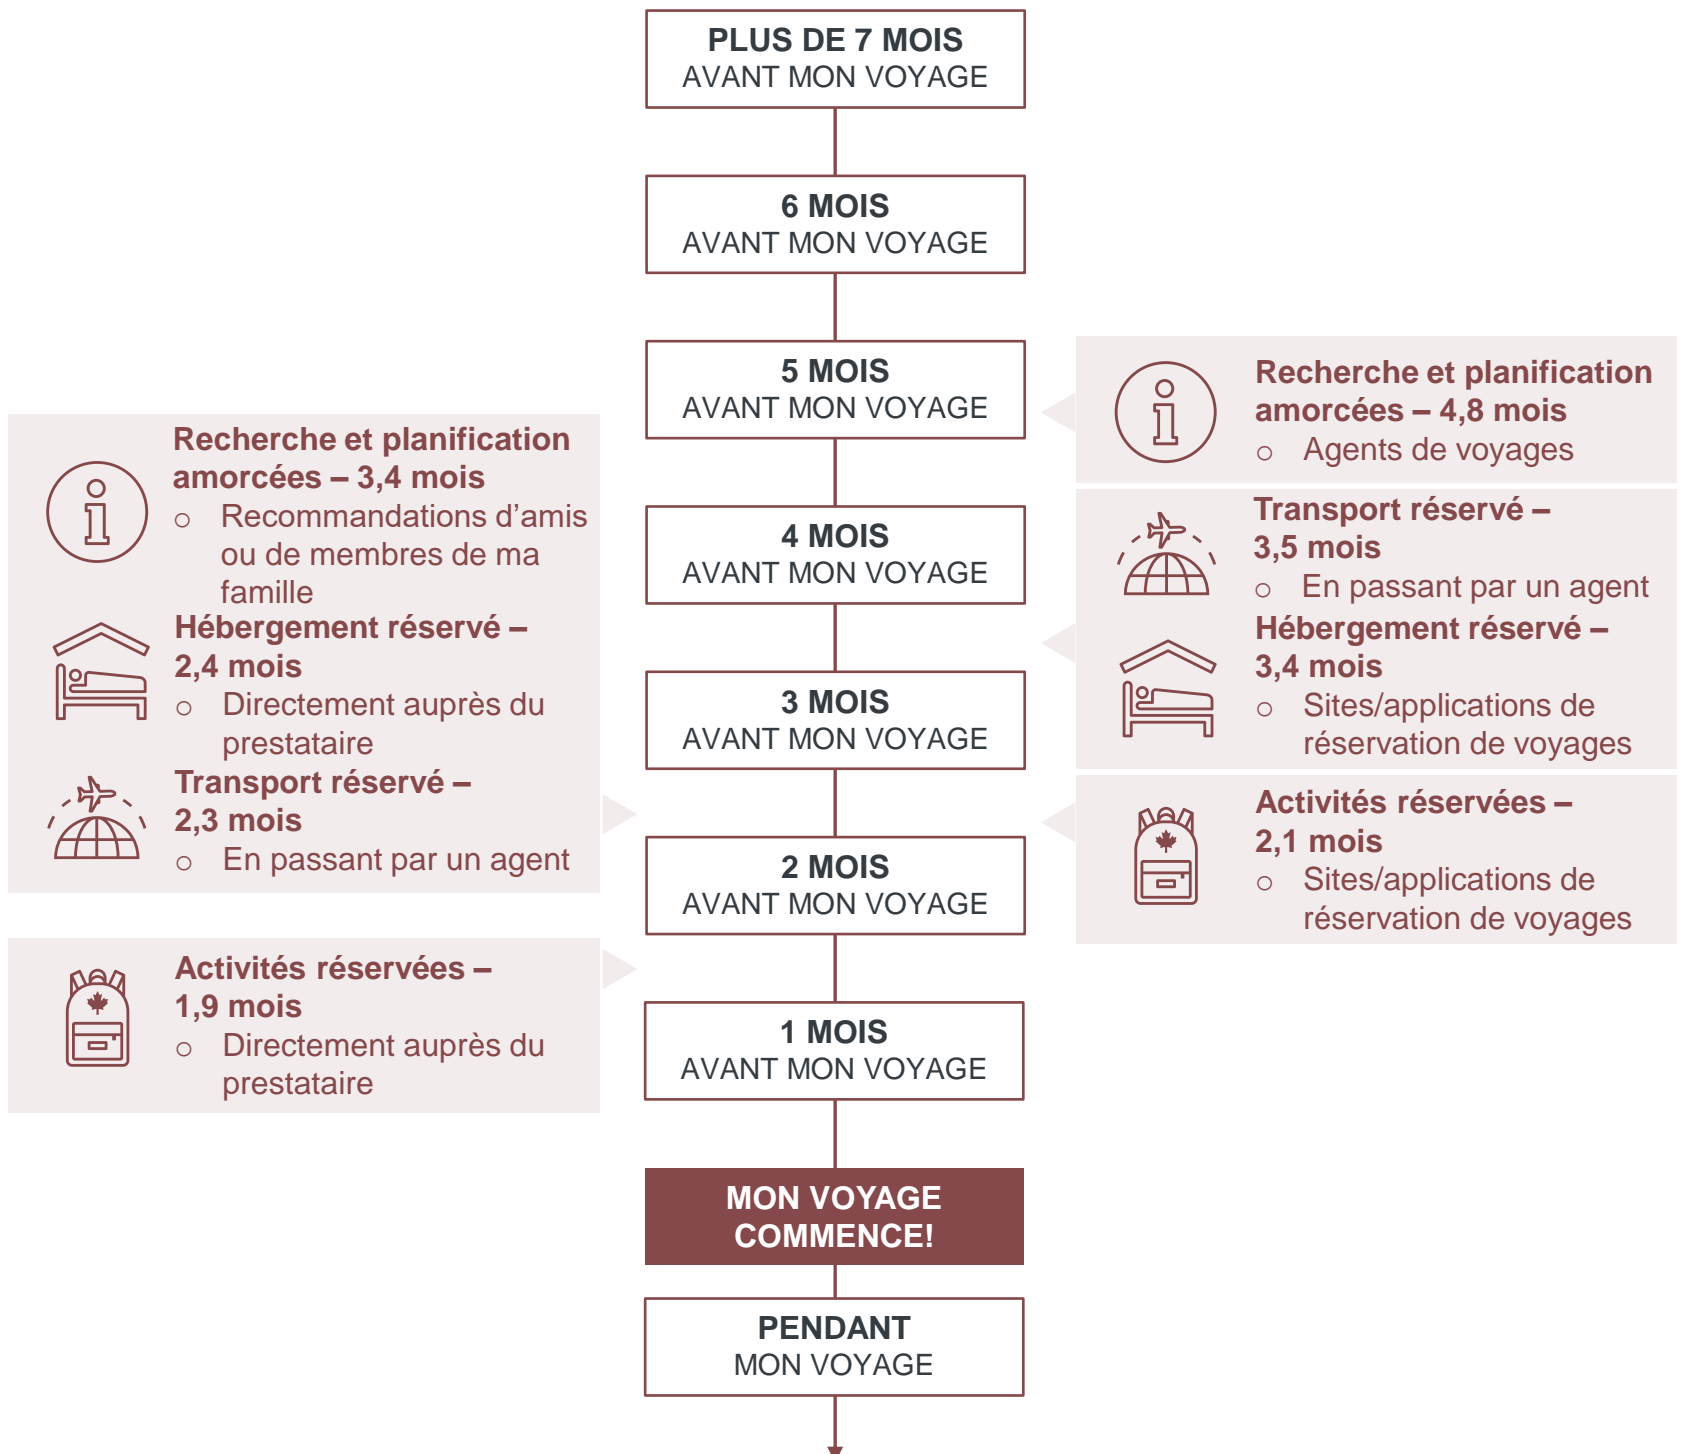 PLUS DE 7 MOIS
AVANT MON VOYAGE
6 MOIS
AVANT MON VOYAGE
5 MOIS
AVANT MON VOYAGE
4 MOIS
AVANT MON VOYAGE
3 MOIS
AVANT MON VOYAGE
2 MOIS
AVANT MON VOYAGE
1 MOIS
AVANT MON VOYAGE
MON VOYAGE
COMMENCE!
PENDANT
MON VOYAGE
Recherche et planification
amorcées – 3,4 mois
o Recommandations d’amis
ou de membres de ma
famille
Hébergement réservé –
2,4 mois
o Directement auprès du
prestataire
Transport réservé –
2,3 mois
o En passant par un agent
Activités réservées –
1,9 mois
o Directement auprès du
prestataire
Recherche et planification
amorcées – 4,8 mois
o Agents de voyages
Transport réservé –
3,5 mois
o En passant par un agent
Hébergement réservé –
3,4 mois
o Sites/applications de
réservation de voyages
Activités réservées –
2,1 mois
o Sites/applications de
réservation de voyages